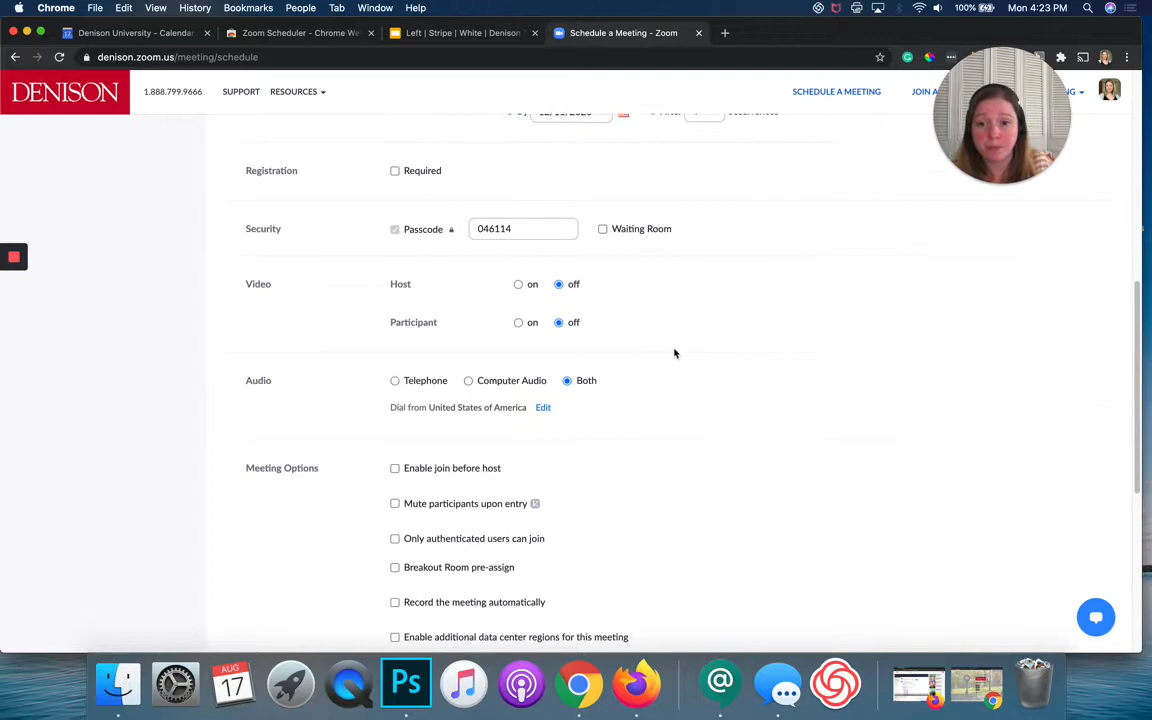 Chrome File Edit View History Bookmarks People Tab Window Help 100% Mon 4:23 PM
Denison University - Calendar Zoom Scheduler - Chrome We Left | Stripe | White | Denison Schedule a Meeting - Zoom
denison.zoom.us/meeting/schedule
DENISON 1.888.799.9666 SUPPORT RESOURCES SCHEDULE A MEETING JOIN A
Registration Required
Security Passcode 046114 Waiting Room
Video Host on off
Participant on off
Audio Telephone Computer Audio Both
Dial from United States of America Edit
Meeting Options Enable join before host
Mute participants upon entry
Only authenticated users can join
Breakout Room pre-assign
Record the meeting automatically
Enable additional data center regions for this meeting
AUG
17
Ps